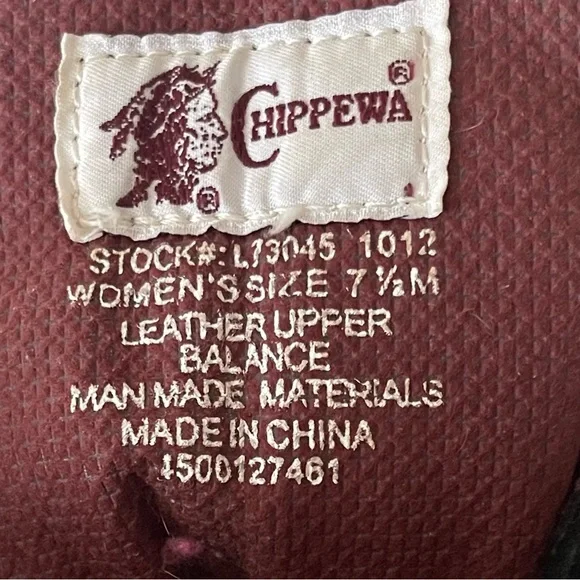 CHIPPEWA ®
®
STOCK#: L73045 1012
WOMEN'S SIZE 7 ½ M
LEATHER UPPER
BALANCE
MAN MADE MATERIALS
MADE IN CHINA
4500127461